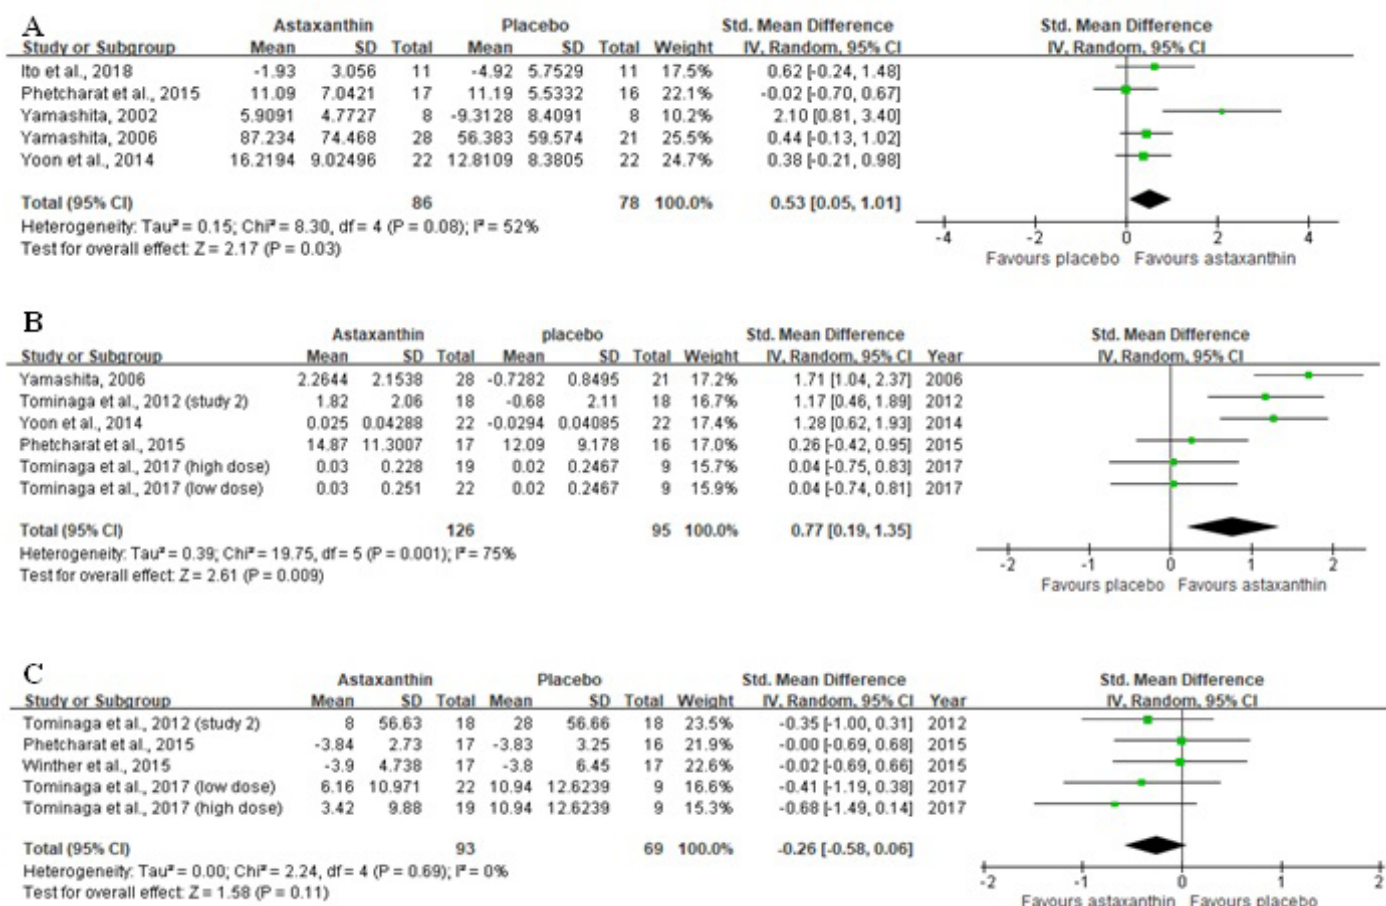 A
Astaxanthin Placebo Std. Mean Difference Std. Mean Difference
Study or Subgroup Mean SD Total Mean SD Total Weight IV, Random, 95% CI IV, Random, 95% CI
Ito et al., 2018 -1.93 3.056 11 -4.92 5.7529 11 17.5% 0.62 [-0.24, 1.48]
Phetcharat et al., 2015 11.09 7.0421 17 11.19 5.5332 16 22.1% -0.02 [-0.70, 0.67]
Yamashita, 2002 5.9091 4.7727 8 -9.3128 8.4091 8 10.2% 2.10 [0.81, 3.40]
Yamashita, 2006 87.234 74.468 28 56.383 59.574 21 25.5% 0.44 [-0.13, 1.02]
Yoon et al., 2014 16.2194 9.02496 22 12.8109 8.3805 22 24.7% 0.38 [-0.21, 0.98]
Total (95% CI) 86 78 100.0% 0.53 [0.05, 1.01]
Heterogeneity: Tau² = 0.15; Chi² = 8.30, df = 4 (P = 0.08); I² = 52%
Test for overall effect: Z = 2.17 (P = 0.03)
-4 -2 0 2 4
Favours placebo Favours astaxanthin
B
Astaxanthin placebo Std. Mean Difference Std. Mean Difference
Study or Subgroup Mean SD Total Mean SD Total Weight IV, Random, 95% CI Year IV, Random, 95% CI
Yamashita, 2006 2.2644 2.1538 28 -0.7282 0.8495 21 17.2% 1.71 [1.04, 2.37] 2006
Tominaga et al., 2012 (study 2) 1.82 2.06 18 -0.68 2.11 18 16.7% 1.17 [0.46, 1.89] 2012
Yoon et al., 2014 0.025 0.04288 22 -0.0294 0.04085 22 17.4% 1.28 [0.62, 1.93] 2014
Phetcharat et al., 2015 14.87 11.3007 17 12.09 9.178 16 17.0% 0.26 [-0.42, 0.95] 2015
Tominaga et al., 2017 (high dose) 0.03 0.228 19 0.02 0.2467 9 15.7% 0.04 [-0.75, 0.83] 2017
Tominaga et al., 2017 (low dose) 0.03 0.251 22 0.02 0.2467 9 15.9% 0.04 [-0.74, 0.81] 2017
Total (95% CI) 126 95 100.0% 0.77 [0.19, 1.35]
Heterogeneity: Tau² = 0.39; Chi² = 19.75, df = 5 (P = 0.001); I² = 75%
Test for overall effect: Z = 2.61 (P = 0.009)
-2 -1 0 1 2
Favours placebo Favours astaxanthin
C
Astaxanthin Placebo Std. Mean Difference Std. Mean Difference
Study or Subgroup Mean SD Total Mean SD Total Weight IV, Random, 95% CI Year IV, Random, 95% CI
Tominaga et al., 2012 (study 2) 8 56.63 18 28 56.66 18 23.5% -0.35 [-1.00, 0.31] 2012
Phetcharat et al., 2015 -3.84 2.73 17 -3.83 3.25 16 21.9% -0.00 [-0.69, 0.68] 2015
Winther et al., 2015 -3.9 4.738 17 -3.8 6.45 17 22.6% -0.02 [-0.69, 0.66] 2015
Tominaga et al., 2017 (low dose) 6.16 10.971 22 10.94 12.6239 9 16.6% -0.41 [-1.19, 0.38] 2017
Tominaga et al., 2017 (high dose) 3.42 9.88 19 10.94 12.6239 9 15.3% -0.68 [-1.49, 0.14] 2017
Total (95% CI) 93 69 100.0% -0.26 [-0.58, 0.06]
Heterogeneity: Tau² = 0.00; Chi² = 2.24, df = 4 (P = 0.69); I² = 0%
Test for overall effect: Z = 1.58 (P = 0.11)
-2 -1 0 1 2
Favours astaxanthin Favours placebo